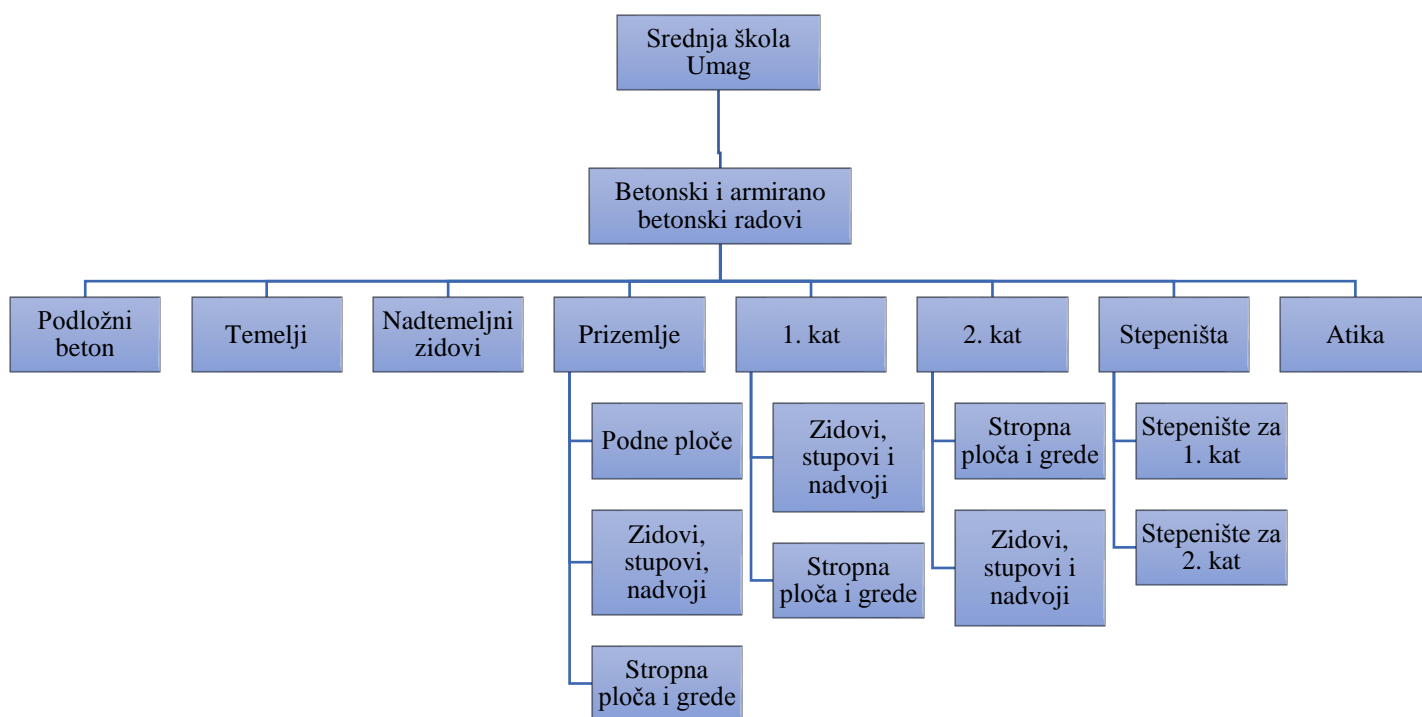 Srednja škola
Umag
Betonski i armirano
betonski radovi
Podložni
beton
Temelji
Nadtemeljni
zidovi
Prizemlje
1. kat
2. kat
Stepeništa
Atika
Podne ploče
Zidovi,
stupovi,
nadvoji
Stropna
ploča i grede
Zidovi,
stupovi i
nadvoji
Stropna
ploča i grede
Stropna
ploča i grede
Zidovi,
stupovi i
nadvoji
Stepenište za
1. kat
Stepenište za
2. kat